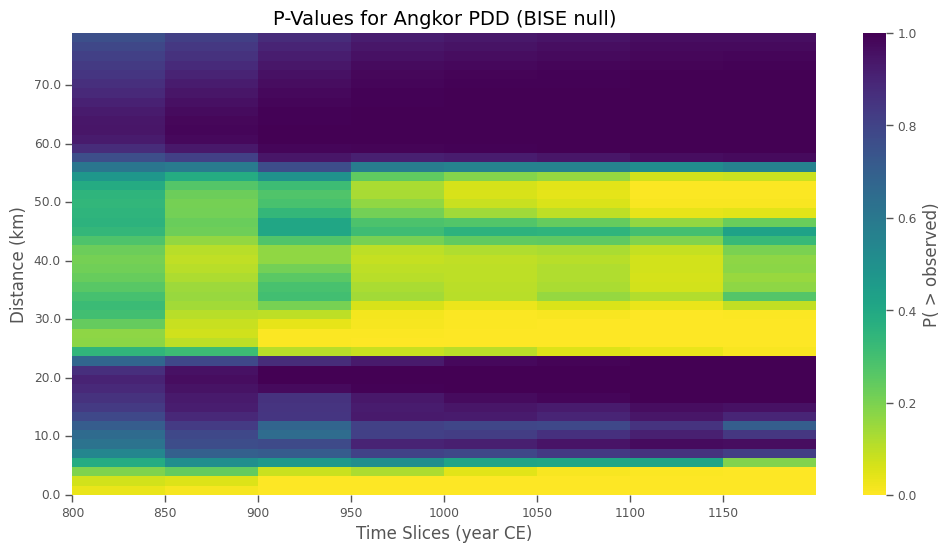 P-Values for Angkor PDD (BISE null)
Distance (km)
70.0
60.0
50.0
40.0
30.0
20.0
10.0
0.0
800 850 900 950 1000 1050 1100 1150
Time Slices (year CE)
1.0
0.8
0.6
0.4
0.2
0.0
P( > observed)